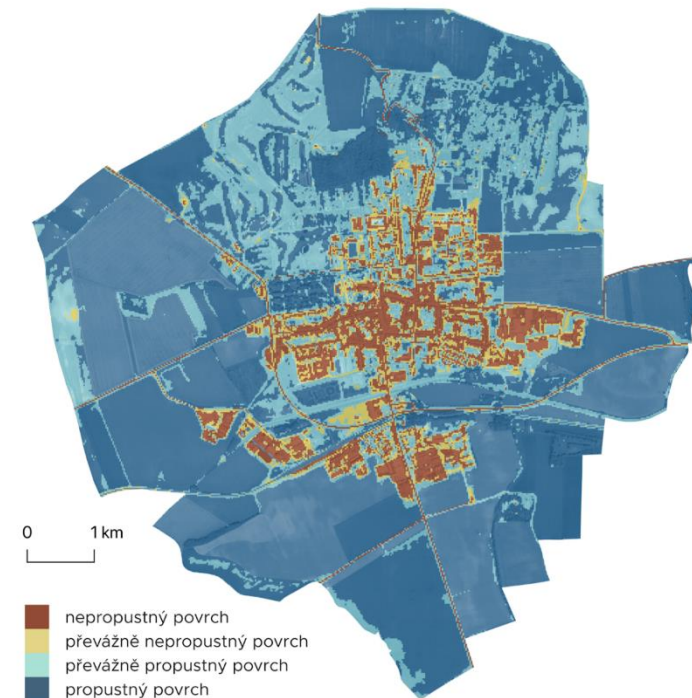 0 1 km
nepropustný povrch
převážně nepropustný povrch
převážně propustný povrch
propustný povrch